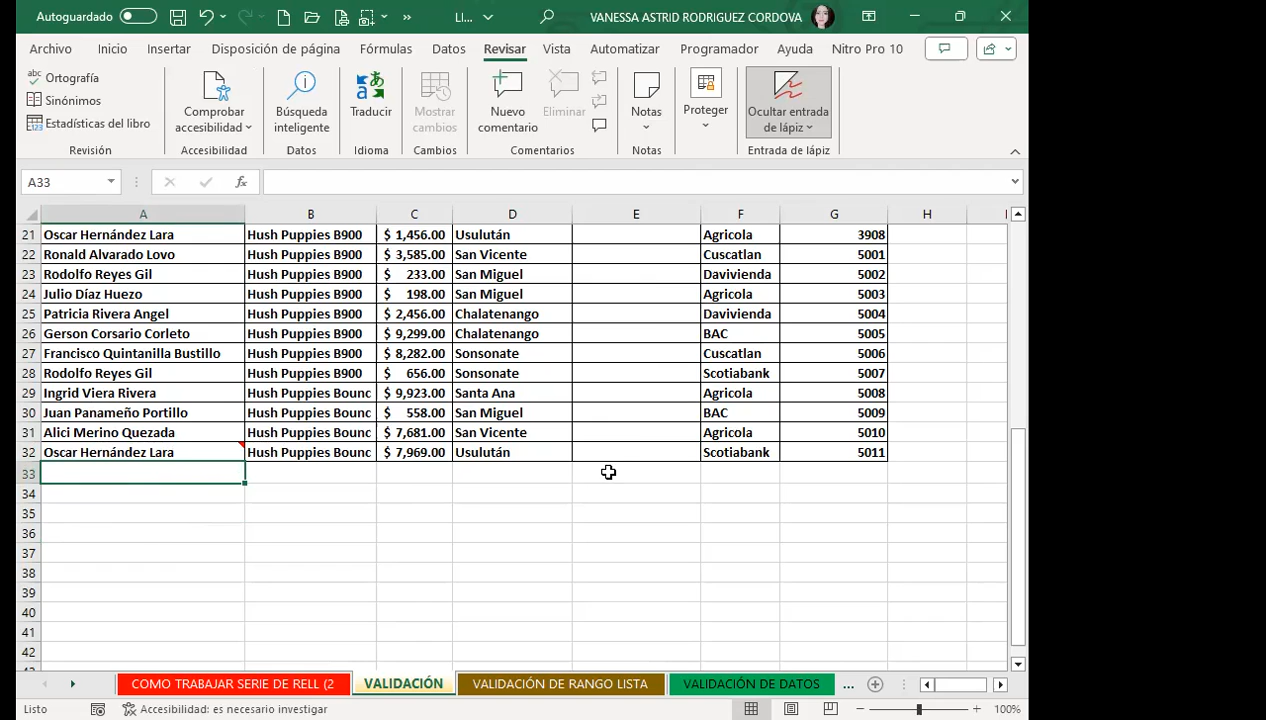 Autoguardado
LI...
VANESSA ASTRID RODRIGUEZ CORDOVA
Archivo Inicio Insertar Disposición de página Fórmulas Datos Revisar Vista Automatizar Programador Ayuda Nitro Pro 10
abc Ortografía
Sinónimos
123 Estadísticas del libro
Revisión
Comprobar
accesibilidad
Accesibilidad
Búsqueda
inteligente
Datos
Traducir
Idioma
Mostrar
cambios
Cambios
Nuevo
comentario
Eliminar
Comentarios
Notas
Notas
Proteger
Ocultar entrada
de lápiz
Entrada de lápiz
A33 fx
A B C D E F G H I
21 Oscar Hernández Lara Hush Puppies B900 $ 1,456.00 Usulután Agricola 3908
22 Ronald Alvarado Lovo Hush Puppies B900 $ 3,585.00 San Vicente Cuscatlan 5001
23 Rodolfo Reyes Gil Hush Puppies B900 $ 233.00 San Miguel Davivienda 5002
24 Julio Díaz Huezo Hush Puppies B900 $ 198.00 San Miguel Agricola 5003
25 Patricia Rivera Angel Hush Puppies B900 $ 2,456.00 Chalatenango Davivienda 5004
26 Gerson Corsario Corleto Hush Puppies B900 $ 9,299.00 Chalatenango BAC 5005
27 Francisco Quintanilla Bustillo Hush Puppies B900 $ 8,282.00 Sonsonate Cuscatlan 5006
28 Rodolfo Reyes Gil Hush Puppies B900 $ 656.00 Sonsonate Scotiabank 5007
29 Ingrid Viera Rivera Hush Puppies Bounc $ 9,923.00 Santa Ana Agricola 5008
30 Juan Panameño Portillo Hush Puppies Bounc $ 558.00 San Miguel BAC 5009
31 Alici Merino Quezada Hush Puppies Bounc $ 7,681.00 San Vicente Agricola 5010
32 Oscar Hernández Lara Hush Puppies Bounc $ 7,969.00 Usulután Scotiabank 5011
33
34
35
36
37
38
39
40
41
42
COMO TRABAJAR SERIE DE RELL (2 VALIDACIÓN VALIDACIÓN DE RANGO LISTA VALIDACIÓN DE DATOS ...
Listo Accesibilidad: es necesario investigar 100%